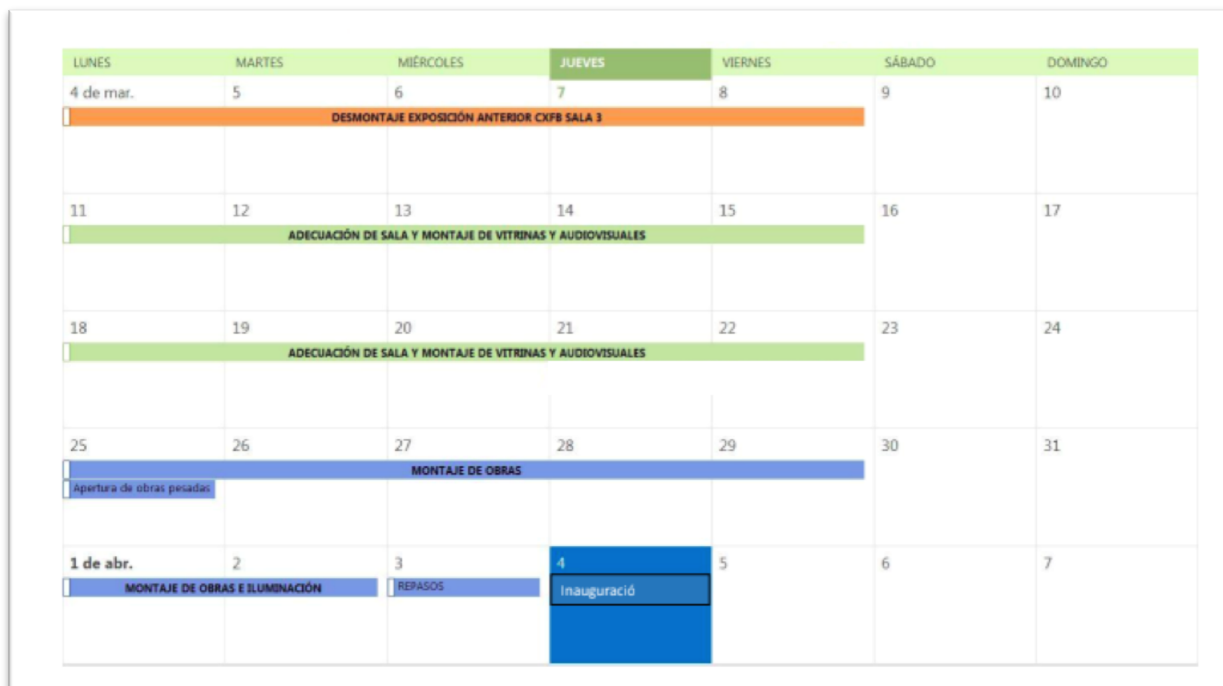 LUNES MARTES MIÉRCOLES JUEVES VIERNES SÁBADO DOMINGO
4 de mar. 5 6 7 8 9 10
DESMONTAJE EXPOSICIÓN ANTERIOR CXFB SALA 3
11 12 13 14 15 16 17
ADECUACIÓN DE SALA Y MONTAJE DE VITRINAS Y AUDIOVISUALES
18 19 20 21 22 23 24
ADECUACIÓN DE SALA Y MONTAJE DE VITRINAS Y AUDIOVISUALES
25 26 27 28 29 30 31
MONTAJE DE OBRAS
Apertura de obras pesadas
1 de abr. 2 3 4 5 6 7
MONTAJE DE OBRAS E ILUMINACIÓN REPASOS Inauguració